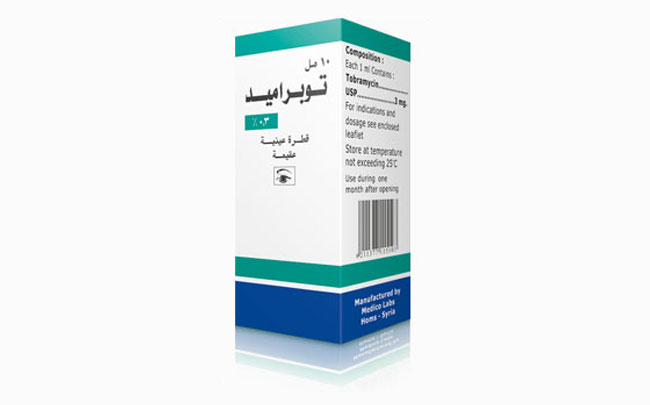 ١٠ مل
توبراميد
٠,٣ ٪
قطرة عينية
عقيمة
Composition :
Each 1 ml Contains :
Tobramycin
USP....................3 mg.
For indications and
dosage see enclosed
leaflet
Store at temperature
not exceeding 25°C
Use during one
month after opening
Manufactured by
Medico Labs
Homs - Syria